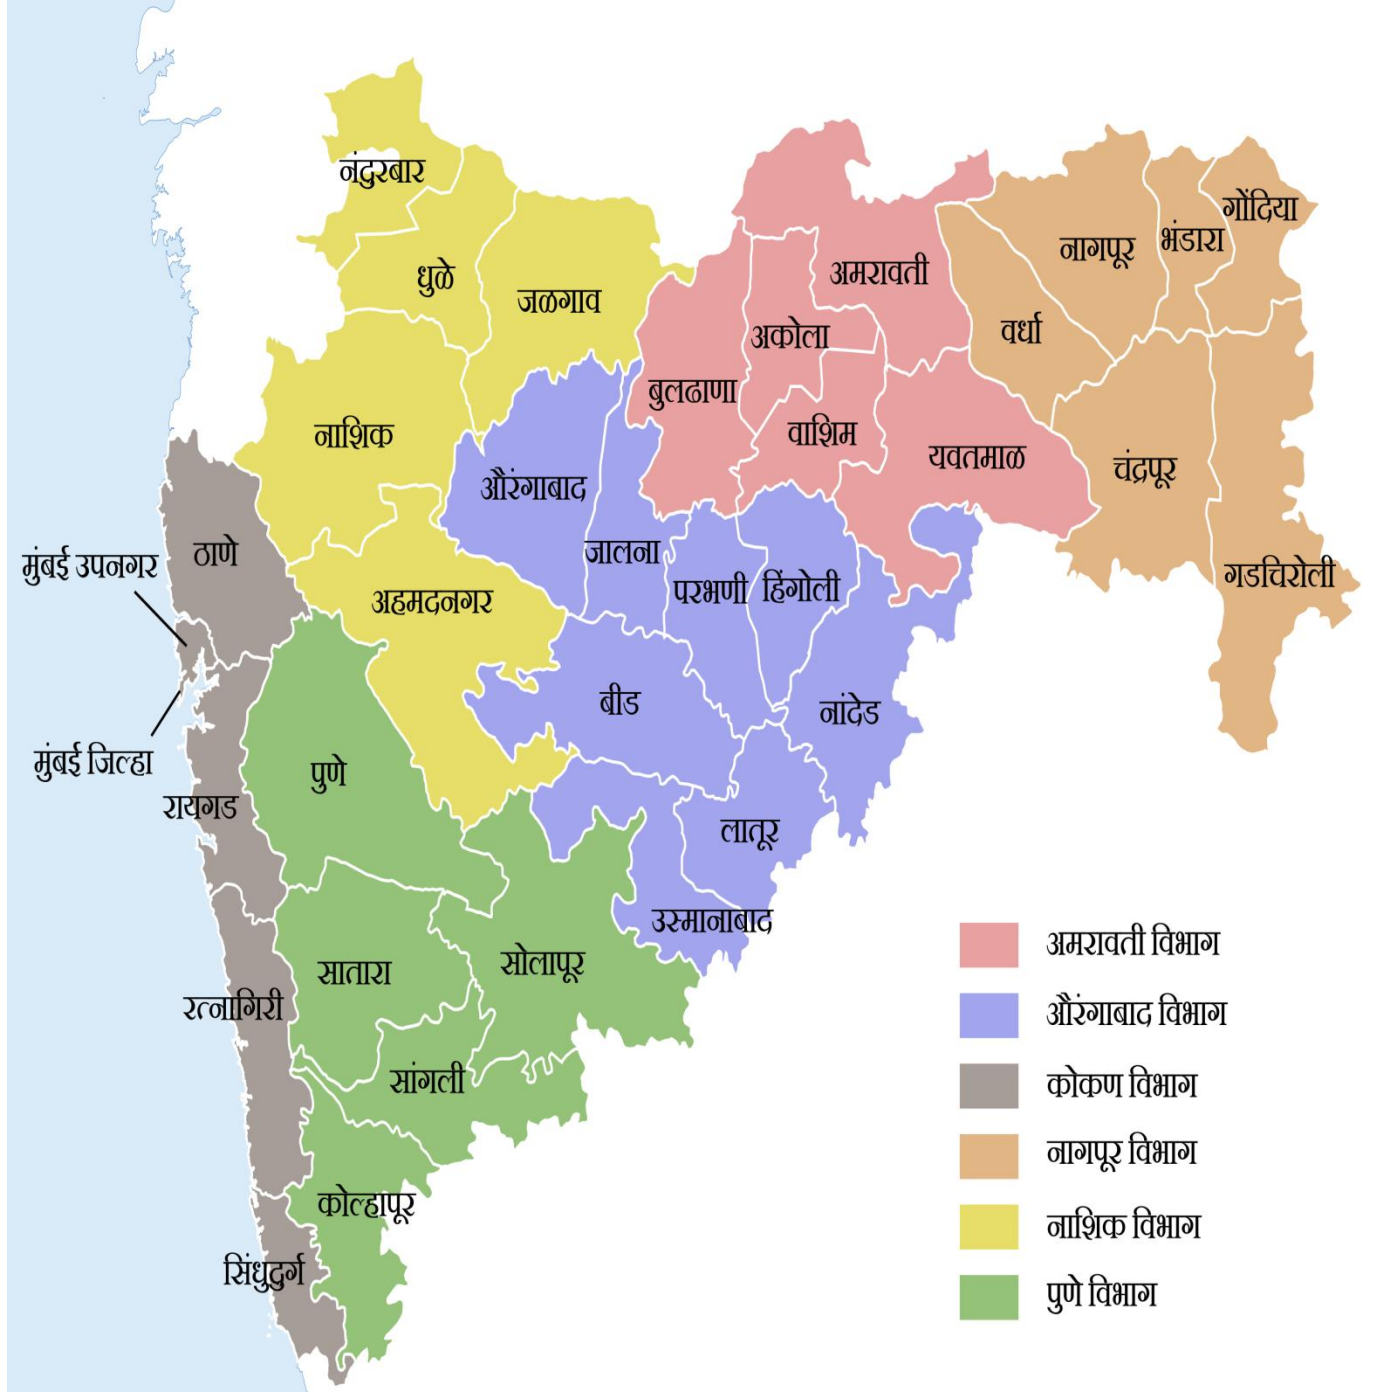 नंदुरबार
धुळे
जळगाव
नाशिक
अहमदनगर
अमरावती
अकोला
बुलढाणा
वाशिम
यवतमाळ
नागपूर
भंडारा
गोंदिया
वर्धा
चंद्रपूर
गडचिरोली
औरंगाबाद
जालना
परभणी
हिंगोली
बीड
नांदेड
लातूर
उस्मानाबाद
ठाणे
मुंबई उपनगर
मुंबई जिल्हा
रायगड
रत्नागिरी
सिंधुदुर्ग
पुणे
सातारा
सोलापूर
सांगली
कोल्हापूर
अमरावती विभाग
औरंगाबाद विभाग
कोकण विभाग
नागपूर विभाग
नाशिक विभाग
पुणे विभाग